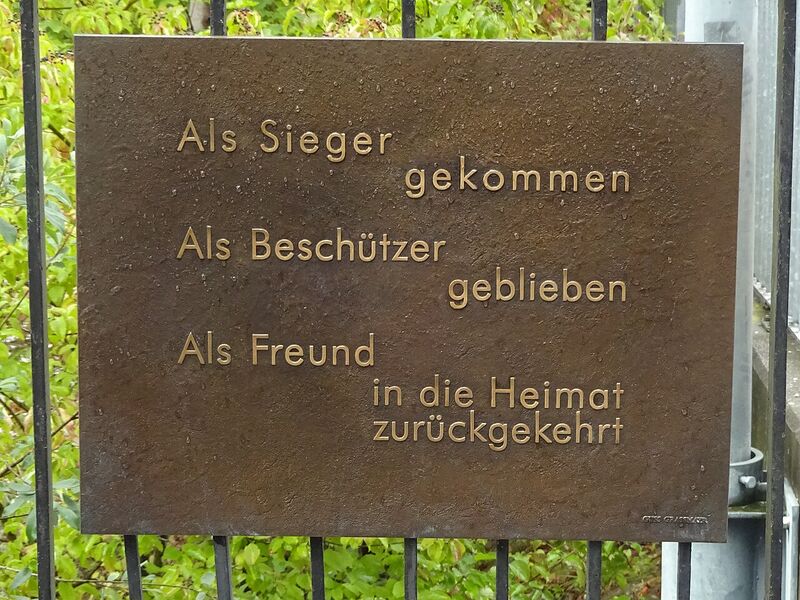 Als Sieger
gekommen
Als Beschützer
geblieben
Als Freund
in die Heimat
zurückgekehrt